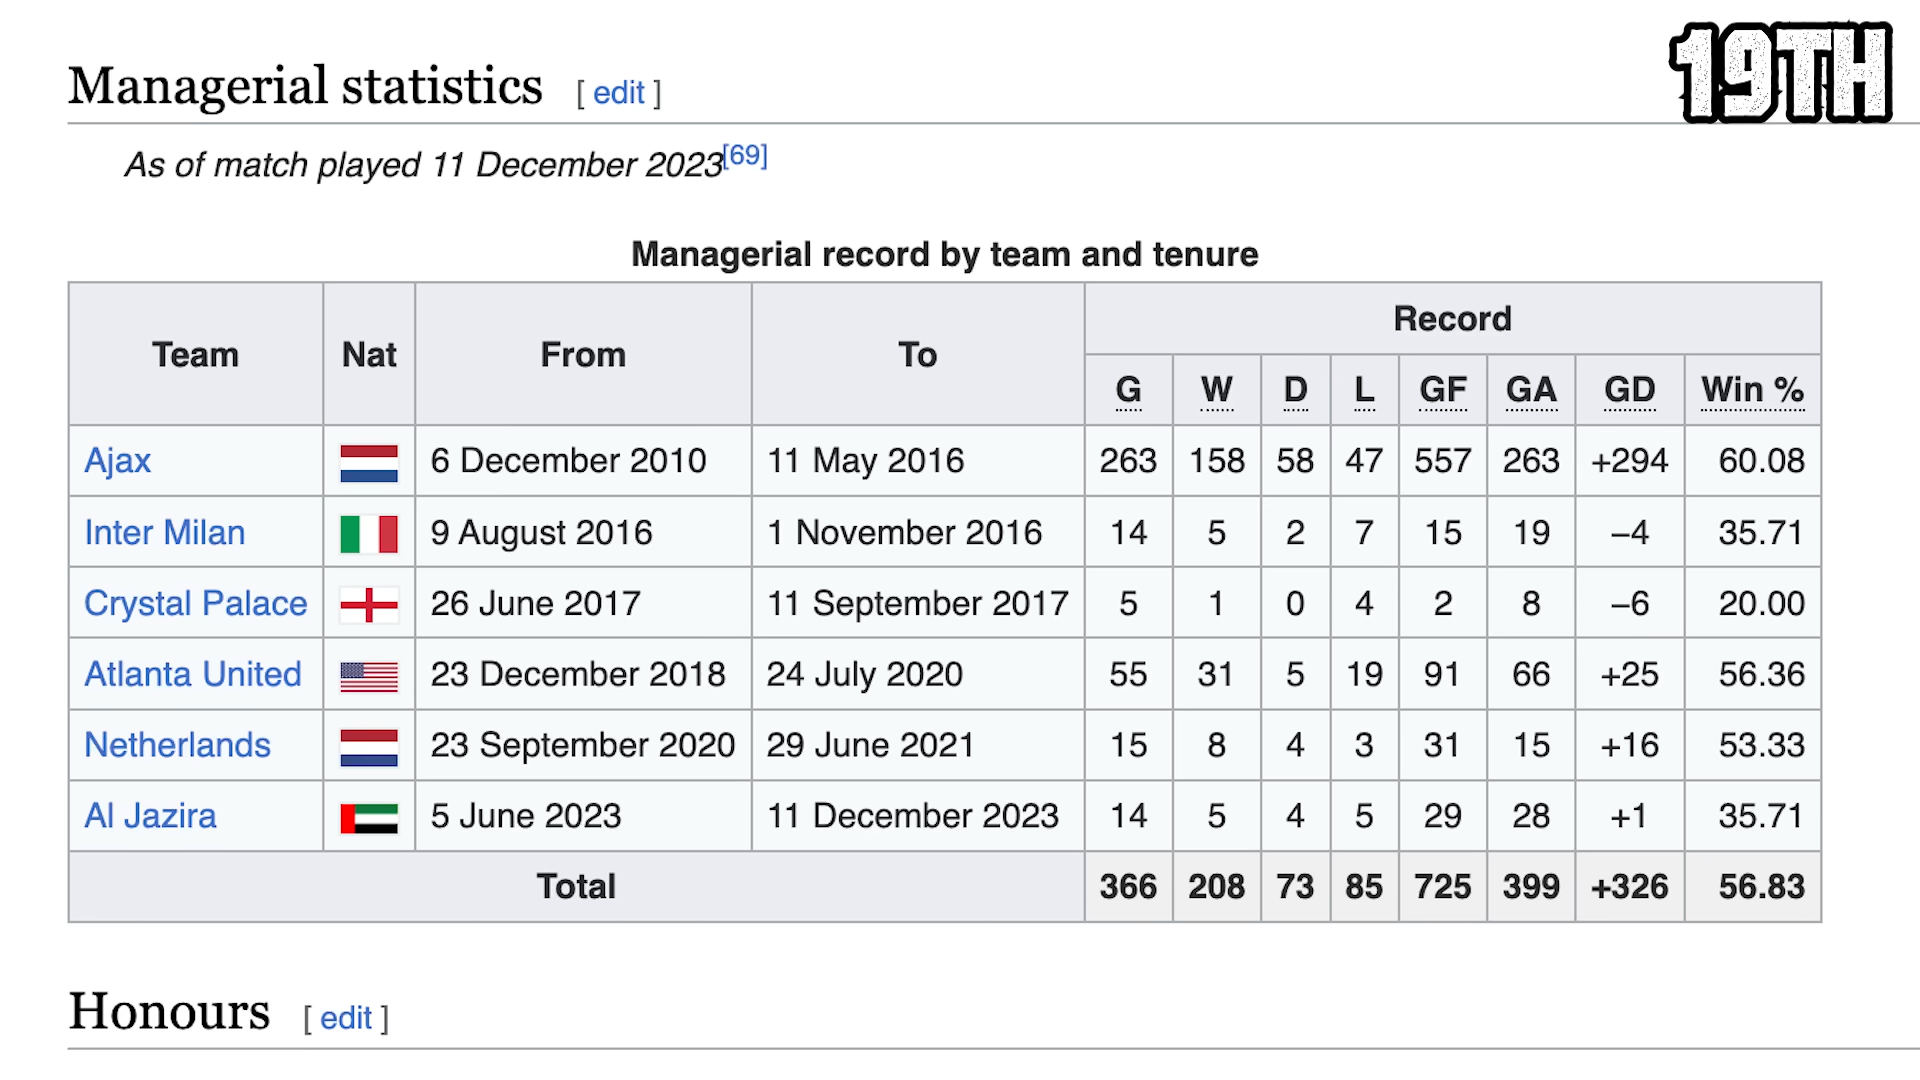 19TH
Managerial statistics [ edit ]
As of match played 11 December 2023[69]
Managerial record by team and tenure
Team Nat From To Record
G W D L GF GA GD Win %
Ajax 6 December 2010 11 May 2016 263 158 58 47 557 263 +294 60.08
Inter Milan 9 August 2016 1 November 2016 14 5 2 7 15 19 −4 35.71
Crystal Palace 26 June 2017 11 September 2017 5 1 0 4 2 8 −6 20.00
Atlanta United 23 December 2018 24 July 2020 55 31 5 19 91 66 +25 56.36
Netherlands 23 September 2020 29 June 2021 15 8 4 3 31 15 +16 53.33
Al Jazira 5 June 2023 11 December 2023 14 5 4 5 29 28 +1 35.71
Total 366 208 73 85 725 399 +326 56.83
Honours [ edit ]